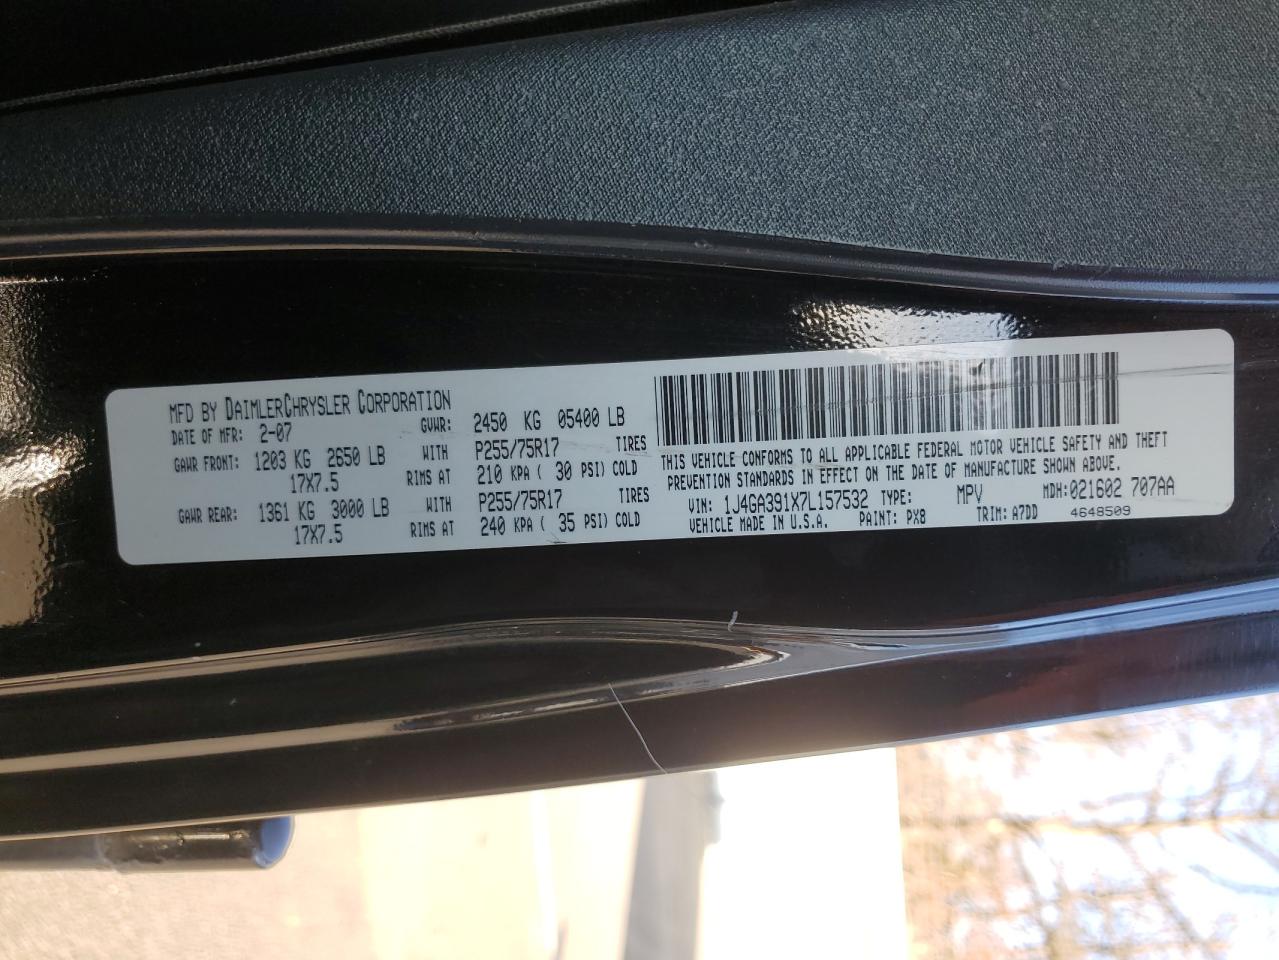 MFD BY DAIMLERCHRYSLER CORPORATION
DATE OF MFR: 2-07 GVWR: 2450 KG 05400 LB
GAWR FRONT: 1203 KG 2650 LB WITH P255/75R17 TIRES
17X7.5 RIMS AT 210 KPA ( 30 PSI) COLD
GAWR REAR: 1361 KG 3000 LB WITH P255/75R17 TIRES
17X7.5 RIMS AT 240 KPA ( 35 PSI) COLD
THIS VEHICLE CONFORMS TO ALL APPLICABLE FEDERAL MOTOR VEHICLE SAFETY AND THEFT
PREVENTION STANDARDS IN EFFECT ON THE DATE OF MANUFACTURE SHOWN ABOVE.
VIN: 1J4GA391X7L157532 TYPE: MPV MDH:021602 707AA
VEHICLE MADE IN U.S.A. PAINT: PX8 TRIM: A7DD 4648509